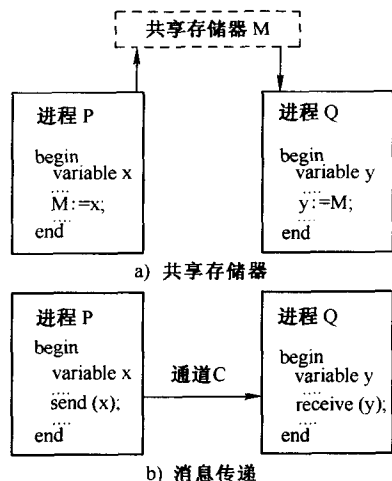 共享存储器 M
进程 P
begin
variable x
....
M:=x;
....
end
进程 Q
begin
variable y
....
y:=M;
....
end
a) 共享存储器
进程 P
begin
variable x
....
send (x);
....
end
通道C
进程 Q
begin
variable y
....
receive (y);
....
end
b) 消息传递